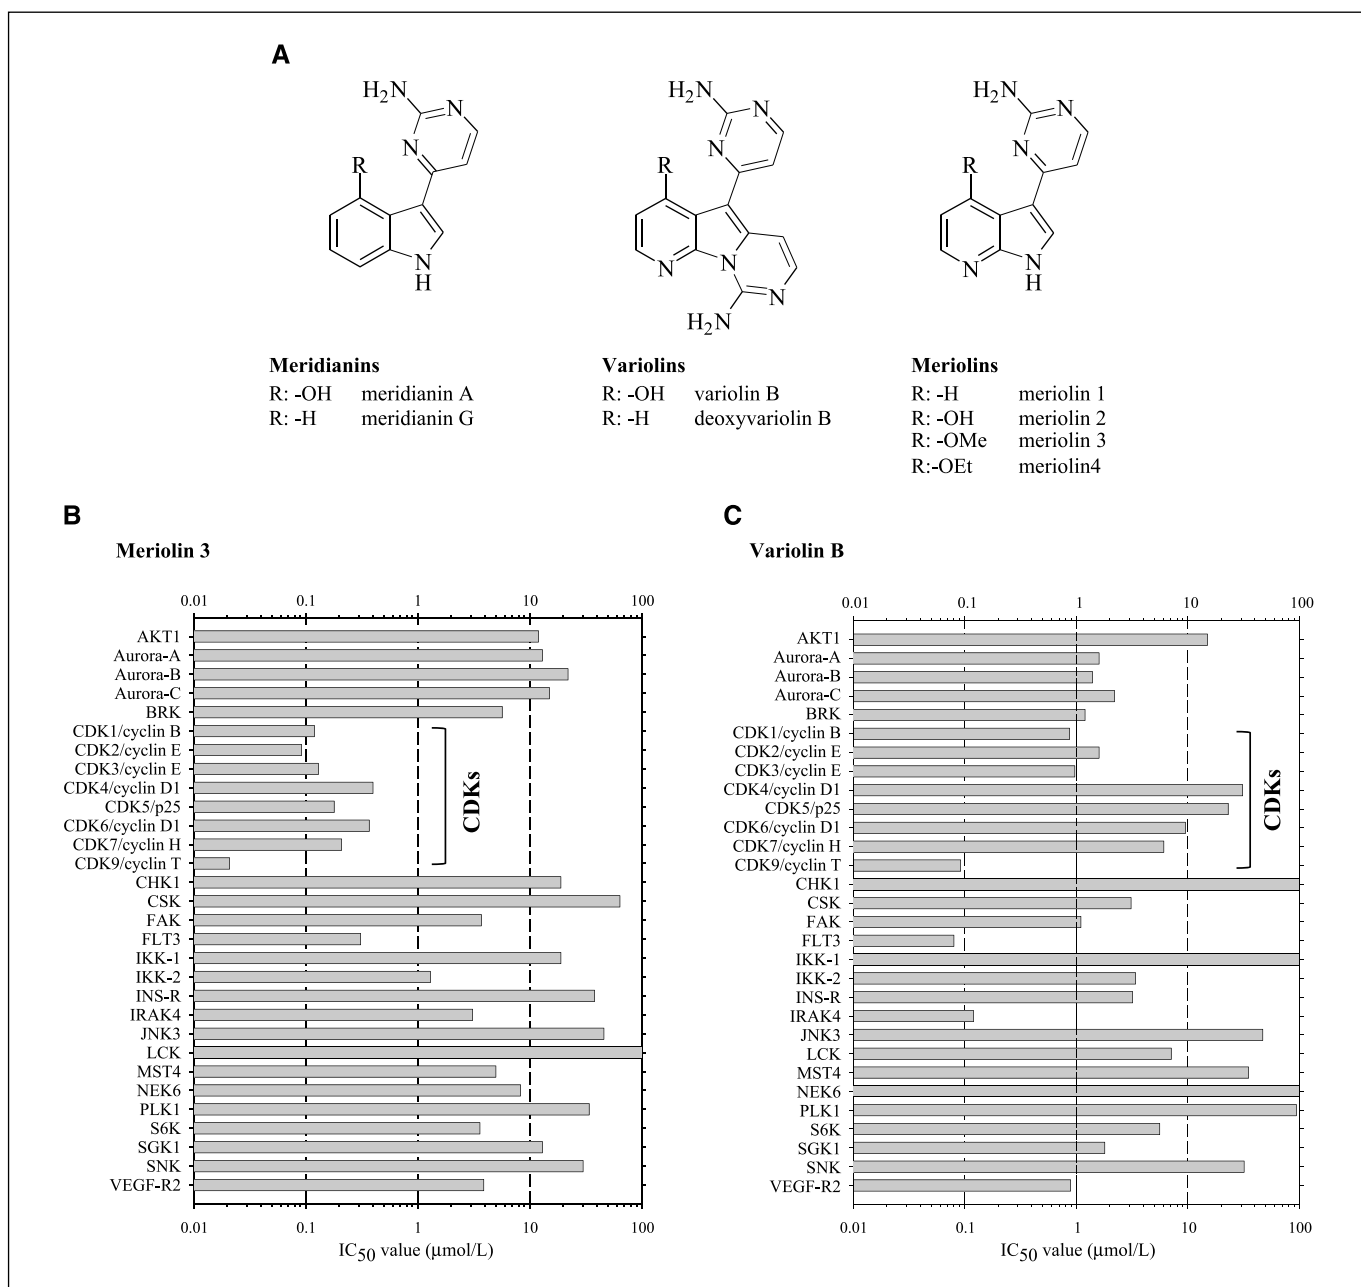 A
H₂N
N
N
R
N
H
H₂N
N
N
R
N
N
N
H₂N
H₂N
N
N
R
N
N
H
Meridianins
R: -OH meridianin A
R: -H meridianin G
Variolins
R: -OH variolin B
R: -H deoxyvariolin B
Meriolins
R: -H meriolin 1
R: -OH meriolin 2
R: -OMe meriolin 3
R:-OEt meriolin4
B
Meriolin 3
0.01 0.1 1 10 100
AKT1
Aurora-A
Aurora-B
Aurora-C
BRK
CDK1/cyclin B
CDK2/cyclin E
CDK3/cyclin E
CDK4/cyclin D1
CDK5/p25
CDK6/cyclin D1
CDK7/cyclin H
CDK9/cyclin T
CHK1
CSK
FAK
FLT3
IKK-1
IKK-2
INS-R
IRAK4
JNK3
LCK
MST4
NEK6
PLK1
S6K
SGK1
SNK
VEGF-R2
CDKs
0.01 0.1 1 10 100
IC50 value (μmol/L)
C
Variolin B
0.01 0.1 1 10 100
AKT1
Aurora-A
Aurora-B
Aurora-C
BRK
CDK1/cyclin B
CDK2/cyclin E
CDK3/cyclin E
CDK4/cyclin D1
CDK5/p25
CDK6/cyclin D1
CDK7/cyclin H
CDK9/cyclin T
CHK1
CSK
FAK
FLT3
IKK-1
IKK-2
INS-R
IRAK4
JNK3
LCK
MST4
NEK6
PLK1
S6K
SGK1
SNK
VEGF-R2
CDKs
0.01 0.1 1 10 100
IC50 value (μmol/L)